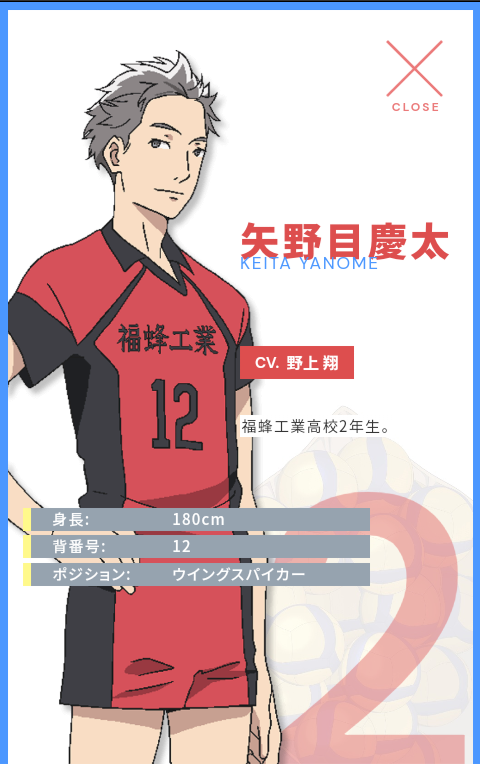 CLOSE
矢野目慶太
KEITA YANOME
福蜂工業
12
CV. 野上 翔
福蜂工業高校2年生。
身長: 180cm
背番号: 12
ポジション: ウイングスパイカー
2